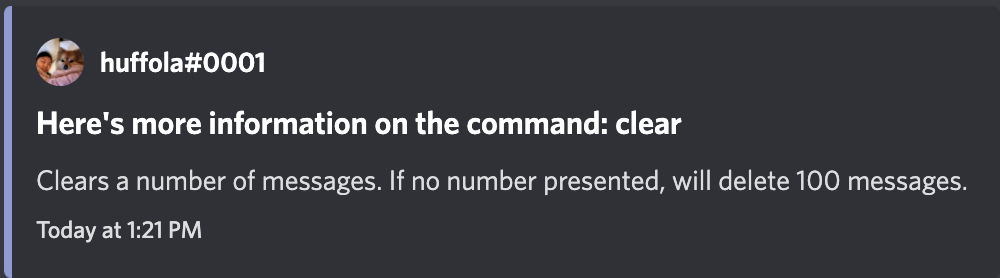 huffola#0001
Here's more information on the command: clear
Clears a number of messages. If no number presented, will delete 100 messages.
Today at 1:21 PM